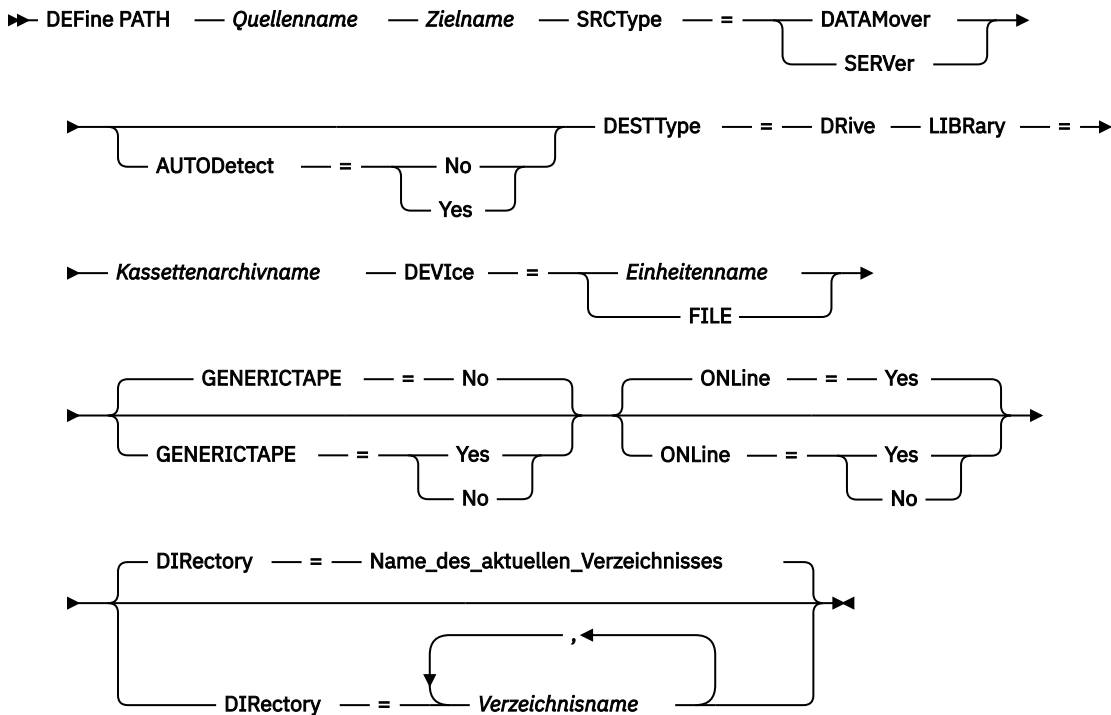 DEFine PATH Quellenname Zielname SRCType = DATAMover
SERVer
DESTType = DRive LIBRary =
AUTODetect = No
Yes
Kassettenarchivname DEVIce = Einheitenname
FILE
GENERICTAPE = No ONLine = Yes
GENERICTAPE = Yes ONLine = Yes
No No
DIRectory = Name_des_aktuellen_Verzeichnisses
,
DIRectory = Verzeichnisname